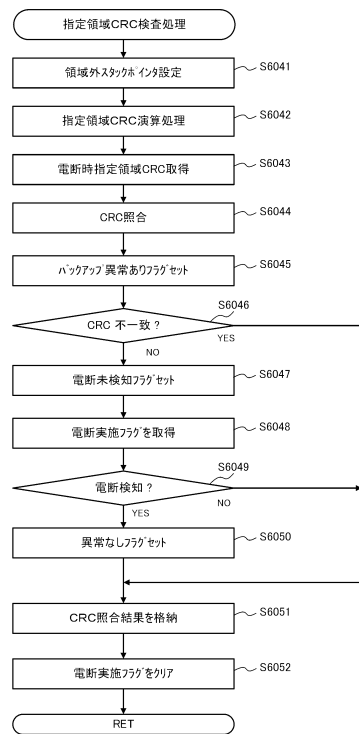 指定領域CRC検査処理
領域外スタックポインタ設定
S6041
指定領域CRC演算処理
S6042
電断時指定領域CRC取得
S6043
CRC照合
S6044
バックアップ異常ありフラグセット
S6045
S6046
CRC 不一致?
YES
NO
電断未検知フラグセット
S6047
電断実施フラグを取得
S6048
S6049
電断検知?
NO
YES
異常なしフラグセット
S6050
CRC照合結果を格納
S6051
電断実施フラグをクリア
S6052
RET